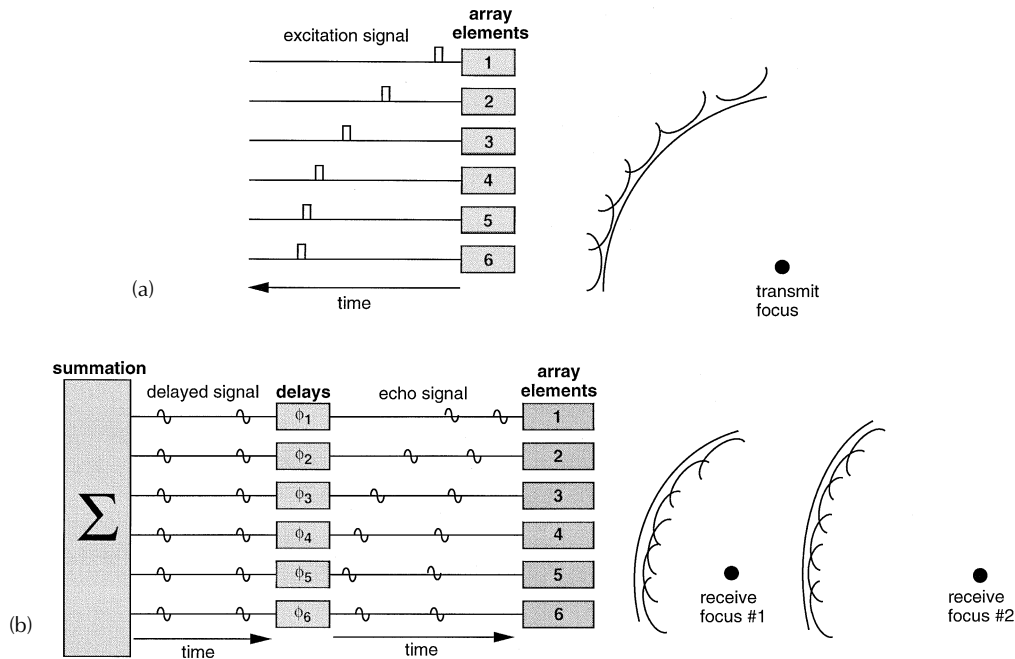 array
elements
excitation signal
1
2
3
4
5
6
time
(a)
transmit
focus
summation
delayed signal
delays
echo signal
array
elements
Σ
ϕ1
1
ϕ2
2
ϕ3
3
ϕ4
4
ϕ5
5
ϕ6
6
time
time
(b)
receive
focus #1
receive
focus #2